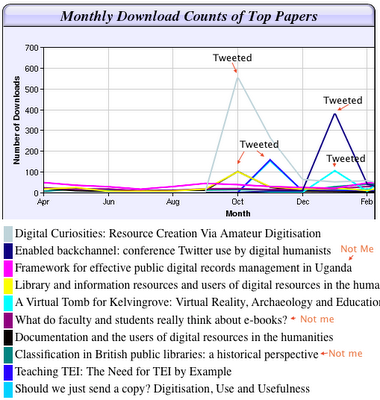 Monthly Download Counts of Top Papers
700
600
500
400
300
200
100
0
Number of Downloads
Tweeted
Tweeted
Tweeted
Tweeted
Apr Jun Aug Oct Dec Feb
Month
Digital Curiosities: Resource Creation Via Amateur Digitisation
Enabled backchannel: conference Twitter use by digital humanists
Not Me
Framework for effective public digital records management in Uganda
Library and information resources and users of digital resources in the huma
A Virtual Tomb for Kelvingrove: Virtual Reality, Archaeology and Education
What do faculty and students really think about e-books? Not me
Documentation and the users of digital resources in the humanities
Classification in British public libraries: a historical perspective Not me
Teaching TEI: The Need for TEI by Example
Should we just send a copy? Digitisation, Use and Usefulness